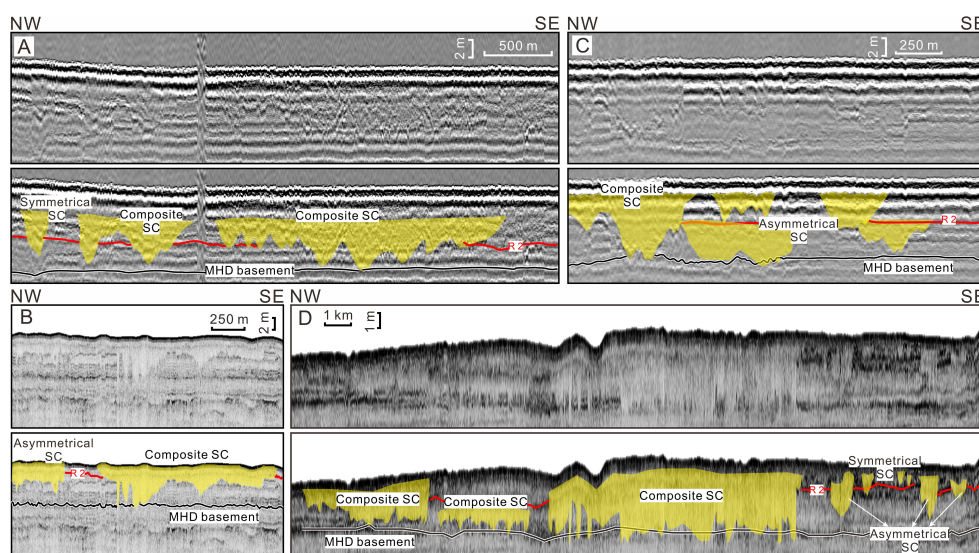 NW
SE
A
2 m
500 m
Symmetrical
SC
Composite
SC
Composite SC
R 2
MHD basement
NW
SE
C
2 m
250 m
Composite
SC
Asymmetrical
SC
R 2
MHD basement
NW
SE
B
250 m
2 m
Asymmetrical
SC
R 2
Composite SC
MHD basement
NW
SE
D
1 km
1 m
Composite SC
Composite SC
Composite SC
Symmetrical
SC
R 2
Asymmetrical
SC
MHD basement